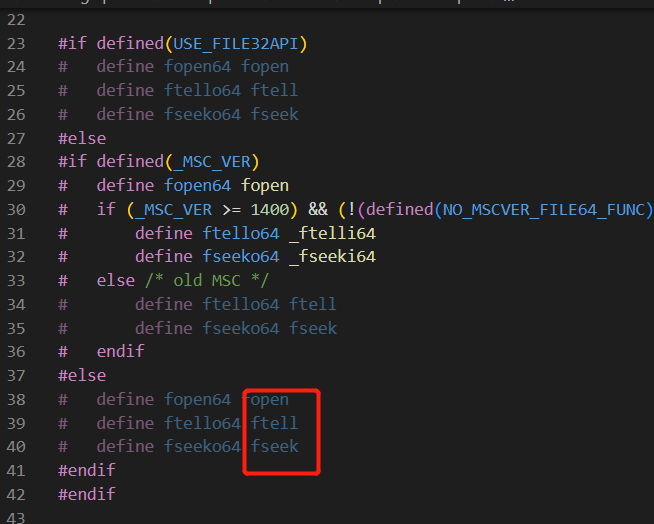 22
23 #if defined(USE_FILE32API)
24 # define fopen64 fopen
25 # define ftello64 ftell
26 # define fseeko64 fseek
27 #else
28 #if defined(_MSC_VER)
29 # define fopen64 fopen
30 # if (_MSC_VER >= 1400) && (!(defined(NO_MSCVER_FILE64_FUNC)
31 # define ftello64 _ftelli64
32 # define fseeko64 _fseeki64
33 # else /* old MSC */
34 # define ftello64 ftell
35 # define fseeko64 fseek
36 # endif
37 #else
38 # define fopen64 fopen
39 # define ftello64 ftell
40 # define fseeko64 fseek
41 #endif
42 #endif
43